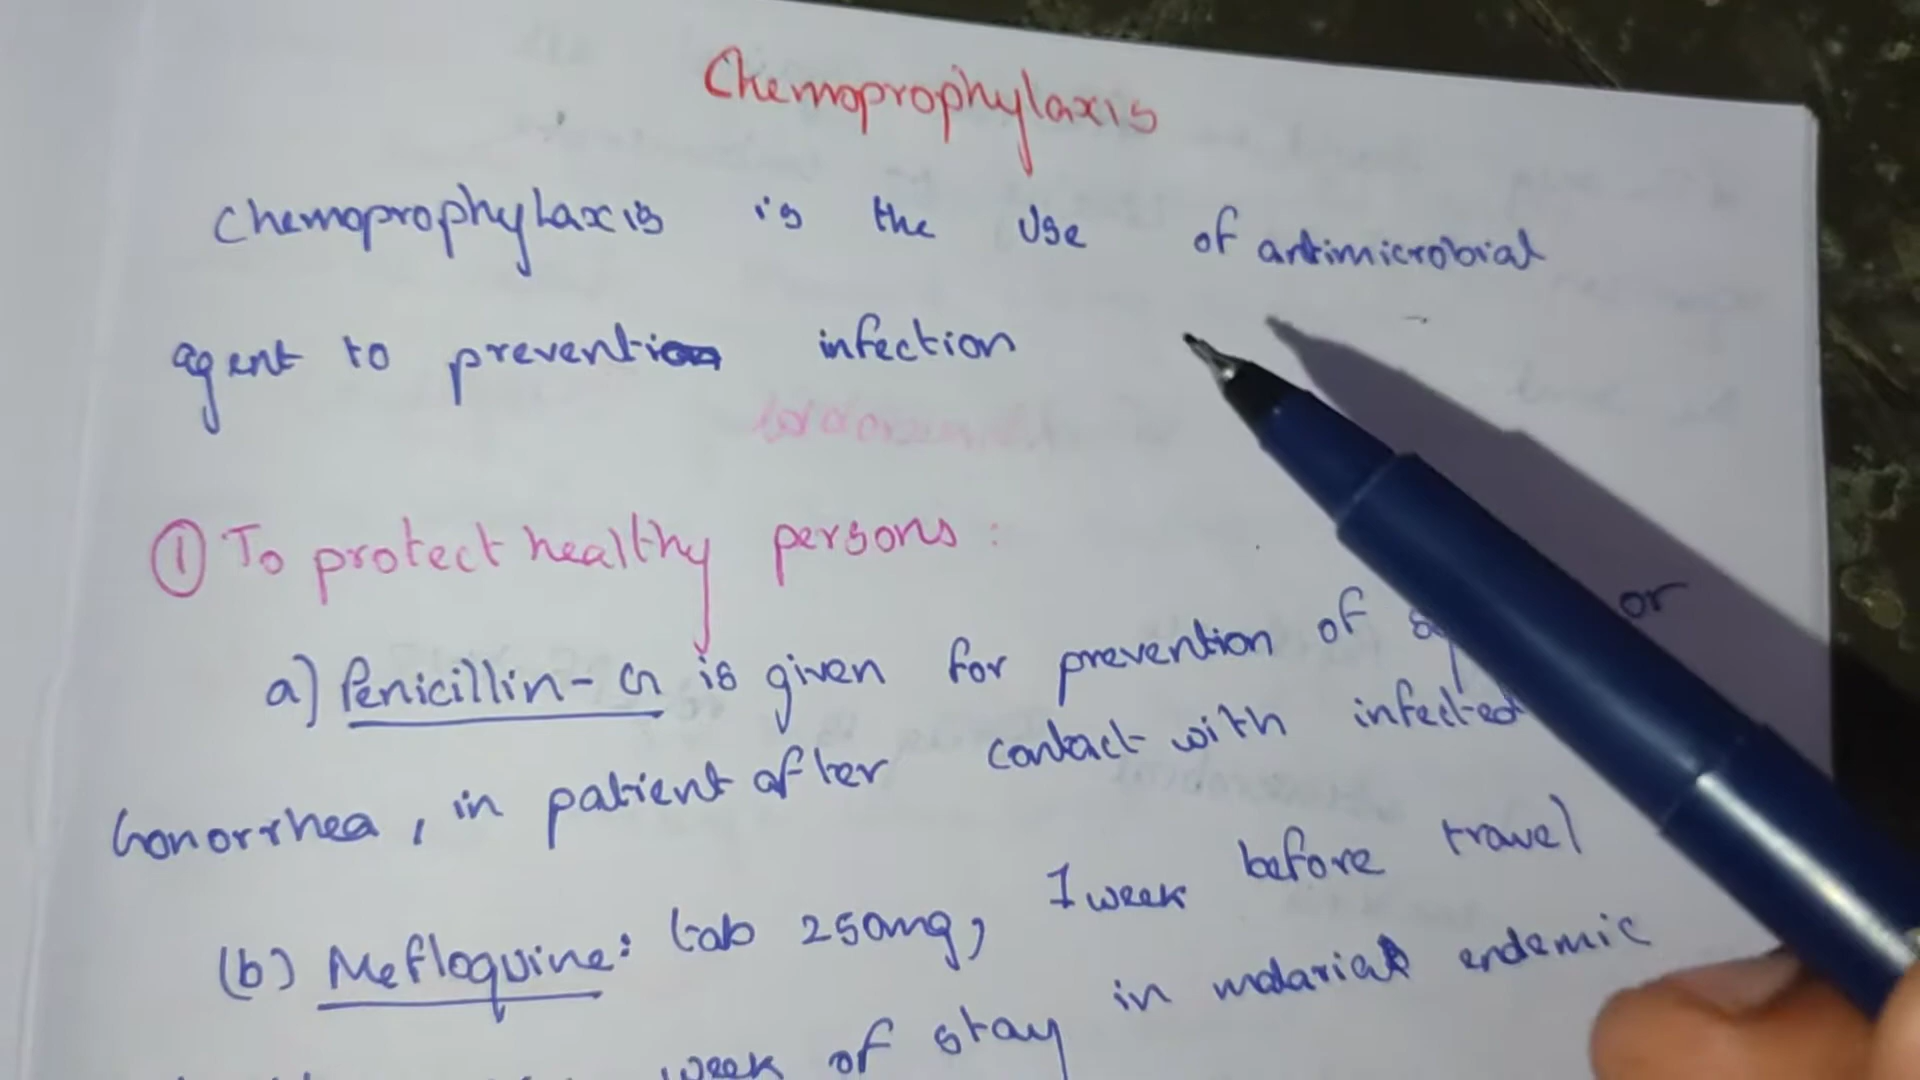 Chemoprophylaxis
Chemoprophylaxis is the use of antimicrobial
agent to preventi infection
① To protect healthy persons:
a) Penicillin-G is given for prevention of or
Gonorrhea, in patient after contact with infected
(b) Mefloquine: tab 250mg, 1 week before travel
week of stay in malaria endemic